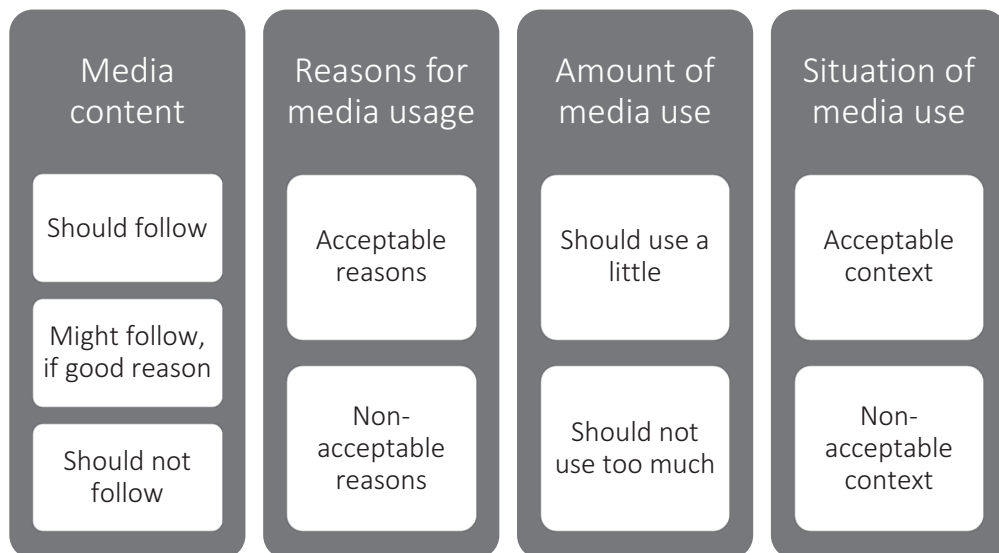 Media
content
Should follow
Might follow,
if good reason
Should not
follow
Reasons for
media usage
Acceptable
reasons
Non-
acceptable
reasons
Amount of
media use
Should use a
little
Should not
use too much
Situation of
media use
Acceptable
context
Non-
acceptable
context